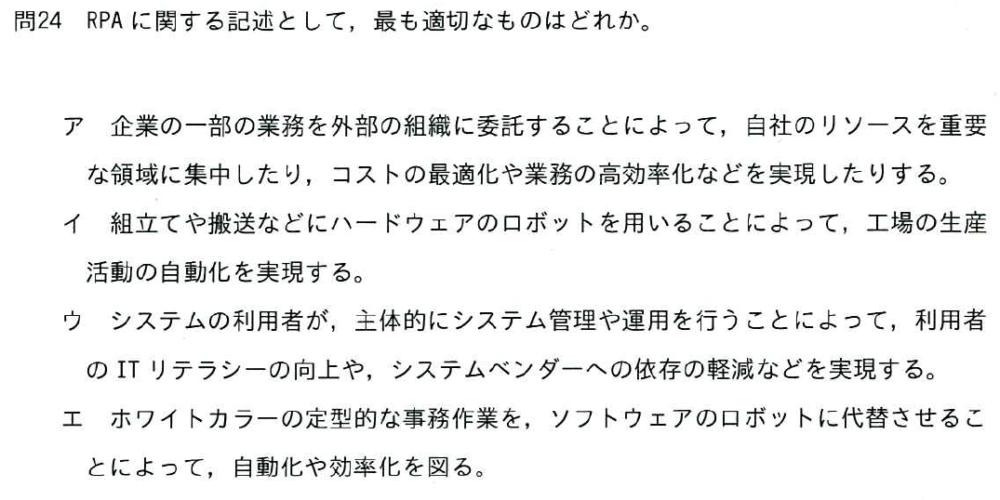 問24 RPA に関する記述として，最も適切なものはどれか。
ア 企業の一部の業務を外部の組織に委託することによって，自社のリソースを重要
な領域に集中したり，コストの最適化や業務の高効率化などを実現したりする。
イ 組立てや搬送などにハードウェアのロボットを用いることによって，工場の生産
活動の自動化を実現する。
ウ システムの利用者が，主体的にシステム管理や運用を行うことによって，利用者
の IT リテラシーの向上や，システムベンダーへの依存の軽減などを実現する。
エ ホワイトカラーの定型的な事務作業を，ソフトウェアのロボットに代替させるこ
とによって，自動化や効率化を図る。